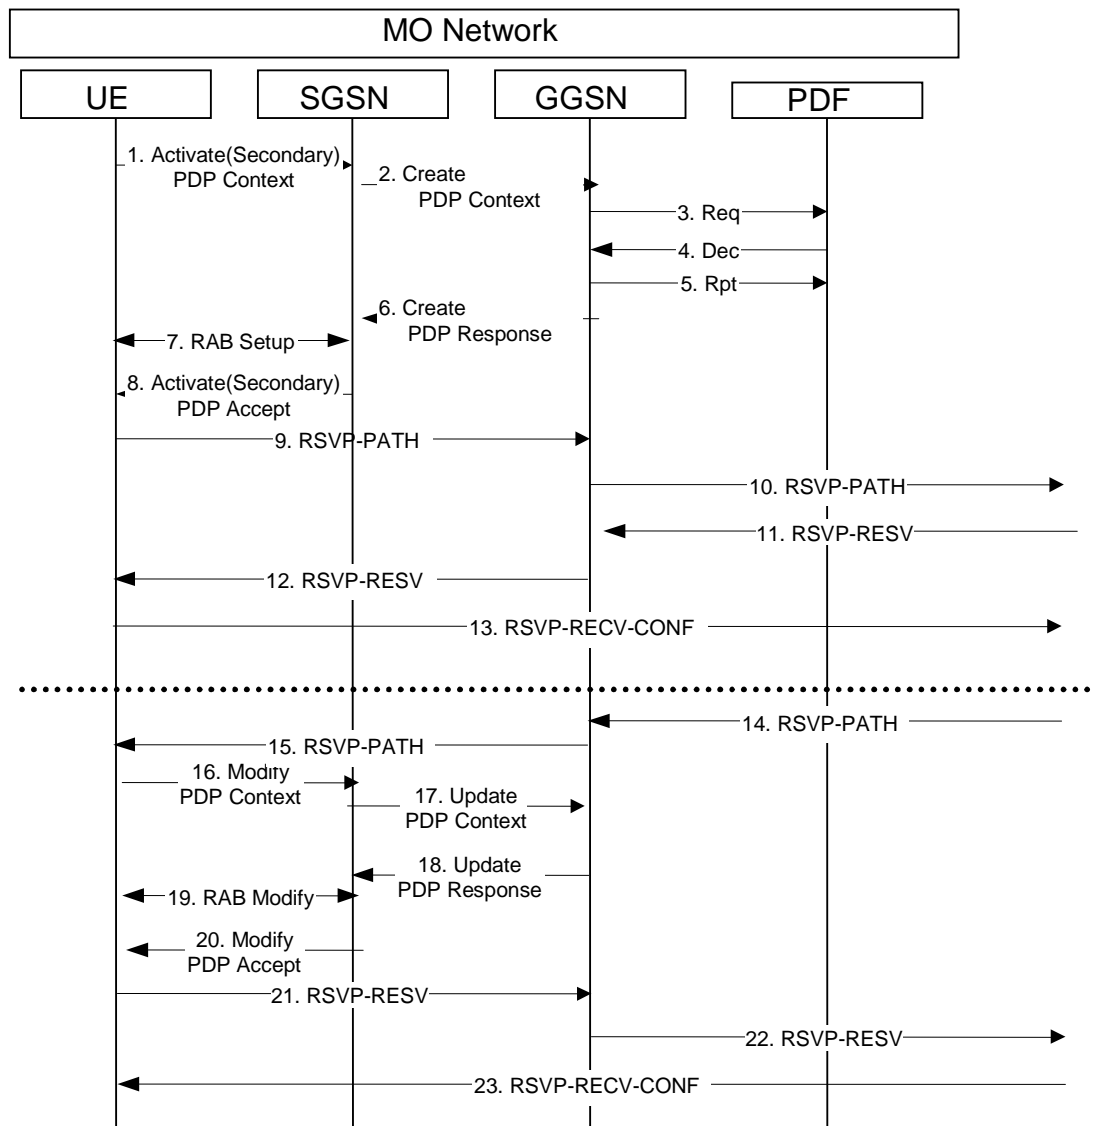 MO Network
UE
SGSN
GGSN
PDF
1. Activate(Secondary)
PDP Context
2. Create
PDP Context
3. Req
4. Dec
5. Rpt
6. Create
PDP Response
7. RAB Setup
8. Activate(Secondary)
PDP Accept
9. RSVP-PATH
10. RSVP-PATH
11. RSVP-RESV
12. RSVP-RESV
13. RSVP-RECV-CONF
14. RSVP-PATH
15. RSVP-PATH
16. Modify
PDP Context
17. Update
PDP Context
18. Update
PDP Response
19. RAB Modify
20. Modify
PDP Accept
21. RSVP-RESV
22. RSVP-RESV
23. RSVP-RECV-CONF